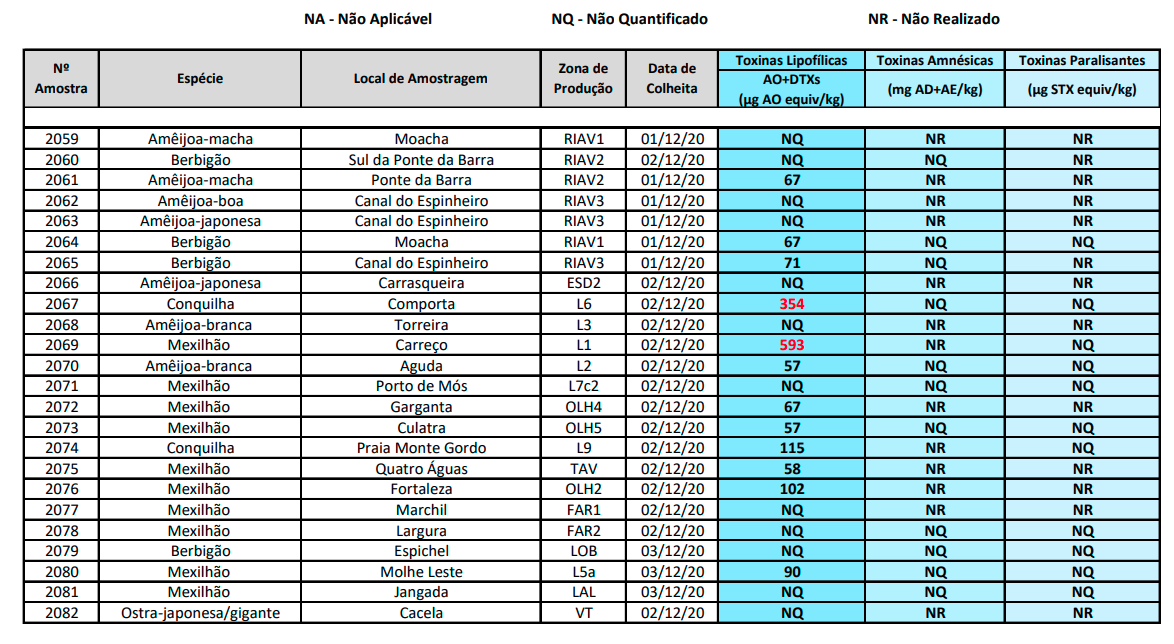 NA - Não Aplicável NQ - Não Quantificado NR - Não Realizado
Nº Amostra Espécie Local de Amostragem Zona de Produção Data de Colheita Toxinas Lipofílicas AO+DTXs (µg AO equiv/kg) Toxinas Amnésicas (mg AD+AE/kg) Toxinas Paralisantes (µg STX equiv/kg)
2059 Amêijoa-macha Moacha RIAV1 01/12/20 NQ NR NR
2060 Berbigão Sul da Ponte da Barra RIAV2 02/12/20 NQ NQ NR
2061 Amêijoa-macha Ponte da Barra RIAV2 01/12/20 67 NR NR
2062 Amêijoa-boa Canal do Espinheiro RIAV3 01/12/20 NQ NR NR
2063 Amêijoa-japonesa Canal do Espinheiro RIAV3 01/12/20 NQ NR NR
2064 Berbigão Moacha RIAV1 01/12/20 67 NQ NQ
2065 Berbigão Canal do Espinheiro RIAV3 01/12/20 71 NQ NR
2066 Amêijoa-japonesa Carrasqueira ESD2 02/12/20 NQ NR NR
2067 Conquilha Comporta L6 02/12/20 354 NQ NQ
2068 Amêijoa-branca Torreira L3 02/12/20 NQ NR NR
2069 Mexilhão Carreço L1 02/12/20 593 NR NQ
2070 Amêijoa-branca Aguda L2 02/12/20 57 NQ NQ
2071 Mexilhão Porto de Mós L7c2 02/12/20 NQ NQ NQ
2072 Mexilhão Garganta OLH4 02/12/20 67 NR NR
2073 Mexilhão Culatra OLH5 02/12/20 57 NQ NQ
2074 Conquilha Praia Monte Gordo L9 02/12/20 115 NR NQ
2075 Mexilhão Quatro Águas TAV 02/12/20 58 NR NR
2076 Mexilhão Fortaleza OLH2 02/12/20 102 NR NR
2077 Mexilhão Marchil FAR1 02/12/20 NQ NR NR
2078 Mexilhão Largura FAR2 02/12/20 NQ NQ NQ
2079 Berbigão Espichel LOB 03/12/20 NQ NQ NQ
2080 Mexilhão Molhe Leste L5a 03/12/20 90 NQ NQ
2081 Mexilhão Jangada LAL 03/12/20 NQ NQ NQ
2082 Ostra-japonesa/gigante Cacela VT 02/12/20 NQ NR NR